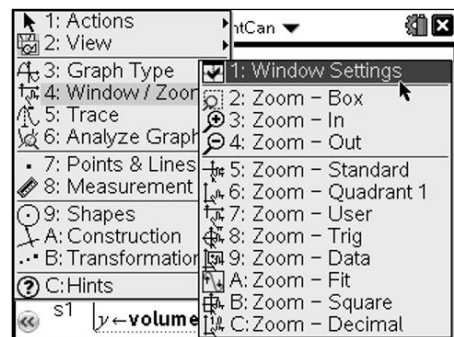 1: Actions
2: View
3: Graph Type
4: Window / Zoor
5: Trace
6: Analyze Graph
7: Points & Lines
8: Measurement
9: Shapes
A: Construction
B: Transformation
C:Hints
ntCan
1: Window Settings
2: Zoom – Box
3: Zoom – In
4: Zoom – Out
5: Zoom – Standard
6: Zoom – Quadrant 1
7: Zoom – User
8: Zoom – Trig
9: Zoom – Data
A: Zoom – Fit
B: Zoom – Square
C: Zoom – Decimal
s1
y←volume